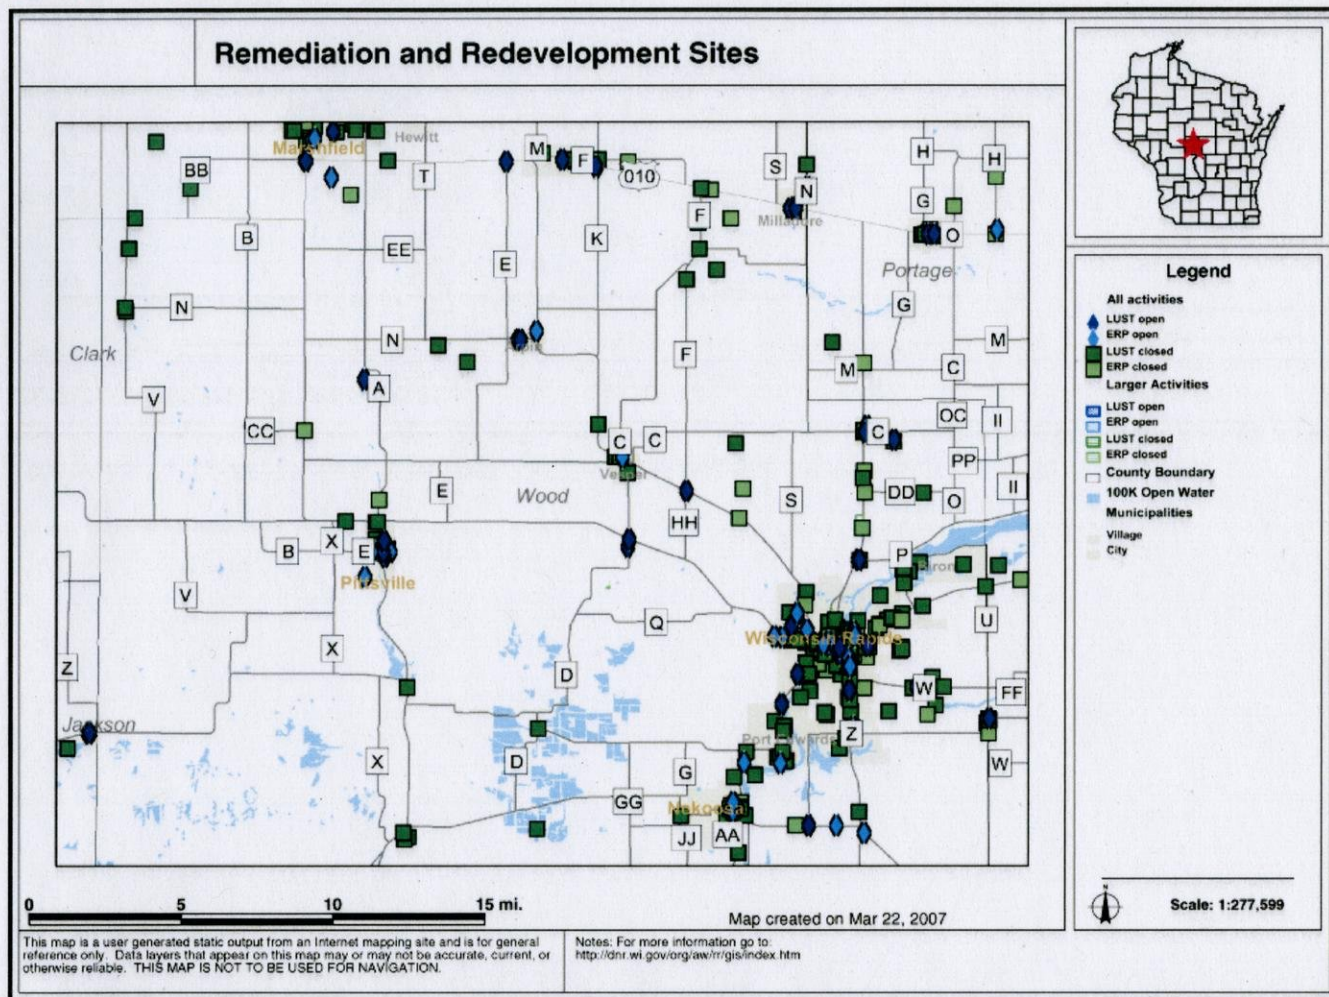 Remediation and Redevelopment Sites
Hewitt
Marshfield
M
F
010
S
N
H
H
BB
T
G
F
Milladore
B
EE
E
K
O
Portage
N
G
N
F
M
Clark
A
M
C
V
CC
C
C
OC
II
C
PP
Vesper
E
Wood
S
DD
O
II
HH
B
X
E
P
Biron
Pittsville
V
Q
U
Wisconsin Rapids
X
Z
D
W
FF
Jackson
Port Edwards
Z
X
D
G
W
GG
Nekoosa
JJ
AA
0
5
10
15 mi.
Map created on Mar 22, 2007
Legend
All activities
LUST open
ERP open
LUST closed
ERP closed
Larger Activities
LUST open
ERP open
LUST closed
ERP closed
County Boundary
100K Open Water
Municipalities
Village
City
N
Scale: 1:277,599
This map is a user generated static output from an Internet mapping site and is for general
reference only. Data layers that appear on this map may or may not be accurate, current, or
otherwise reliable. THIS MAP IS NOT TO BE USED FOR NAVIGATION.
Notes: For more information go to:
http://dnr.wi.gov/org/aw/rr/gis/index.htm